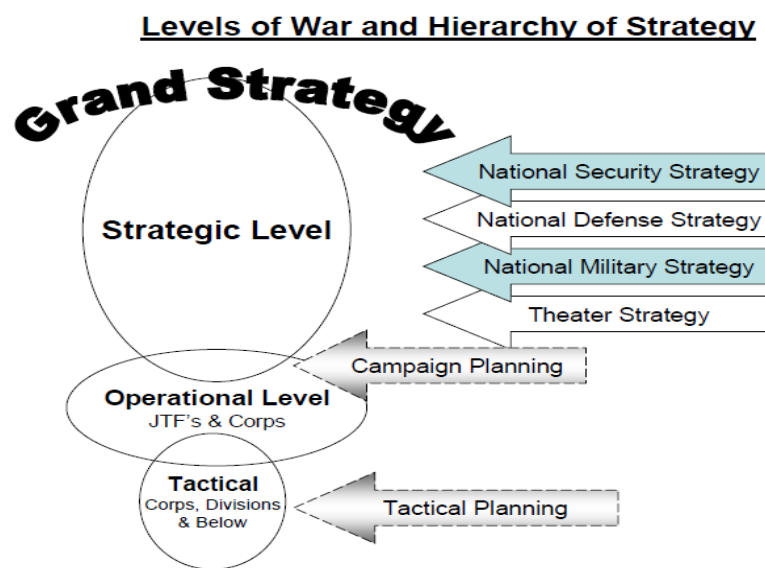 Levels of War and Hierarchy of Strategy
Grand Strategy
National Security Strategy
National Defense Strategy
Strategic Level
National Military Strategy
Theater Strategy
Campaign Planning
Operational Level
JTF's & Corps
Tactical
Corps, Divisions
& Below
Tactical Planning